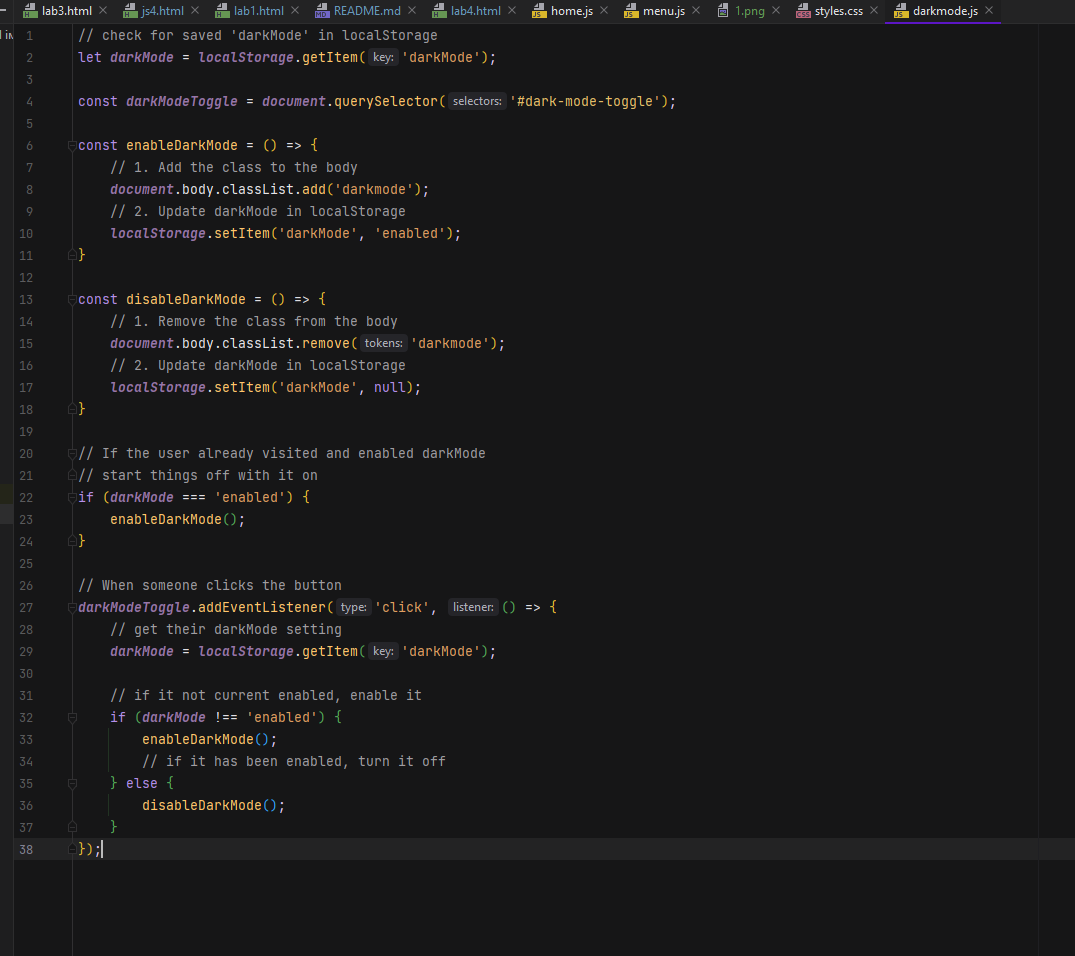 lab3.html js4.html lab1.html README.md lab4.html home.js menu.js 1.png styles.css darkmode.js
1 // check for saved 'darkMode' in localStorage
2 let darkMode = localStorage.getItem( key: 'darkMode');
3
4 const darkModeToggle = document.querySelector( selectors: '#dark-mode-toggle');
5
6 const enableDarkMode = () => {
7 // 1. Add the class to the body
8 document.body.classList.add('darkmode');
9 // 2. Update darkMode in localStorage
10 localStorage.setItem('darkMode', 'enabled');
11 }
12
13 const disableDarkMode = () => {
14 // 1. Remove the class from the body
15 document.body.classList.remove( tokens: 'darkmode');
16 // 2. Update darkMode in localStorage
17 localStorage.setItem('darkMode', null);
18 }
19
20 // If the user already visited and enabled darkMode
21 // start things off with it on
22 if (darkMode === 'enabled') {
23 enableDarkMode();
24 }
25
26 // When someone clicks the button
27 darkModeToggle.addEventListener( type: 'click', listener: () => {
28 // get their darkMode setting
29 darkMode = localStorage.getItem( key: 'darkMode');
30
31 // if it not current enabled, enable it
32 if (darkMode !== 'enabled') {
33 enableDarkMode();
34 // if it has been enabled, turn it off
35 } else {
36 disableDarkMode();
37 }
38 });